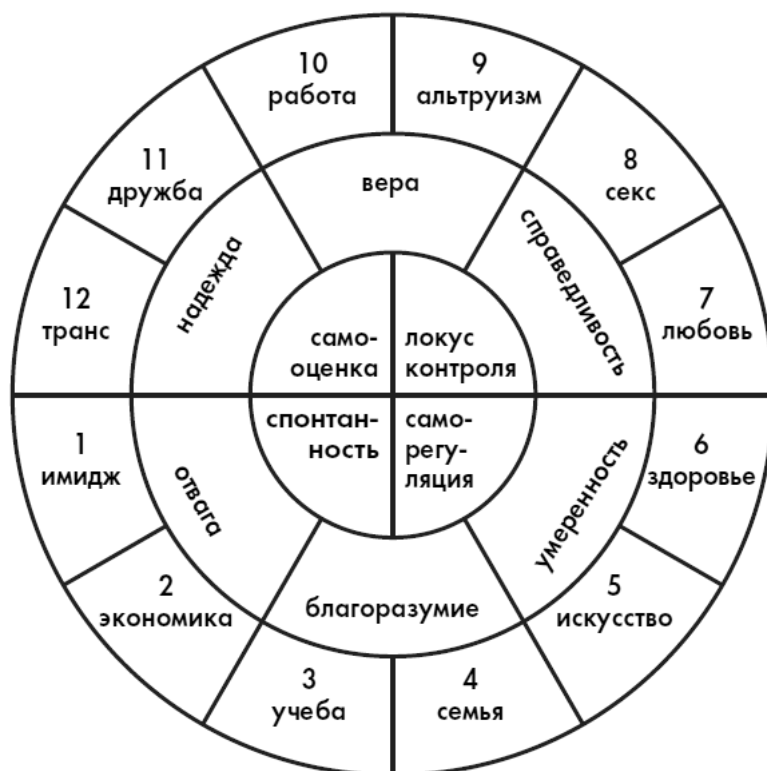 10
работа
9
альтруизм
11
дружба
вера
8
секс
надежда
справедливость
12
транс
7
любовь
само-
оценка
локус
контроля
спонтан-
ность
само-
регу-
ляция
1
имидж
6
здоровье
отвага
умеренность
2
экономика
5
искусство
благоразумие
3
учеба
4
семья